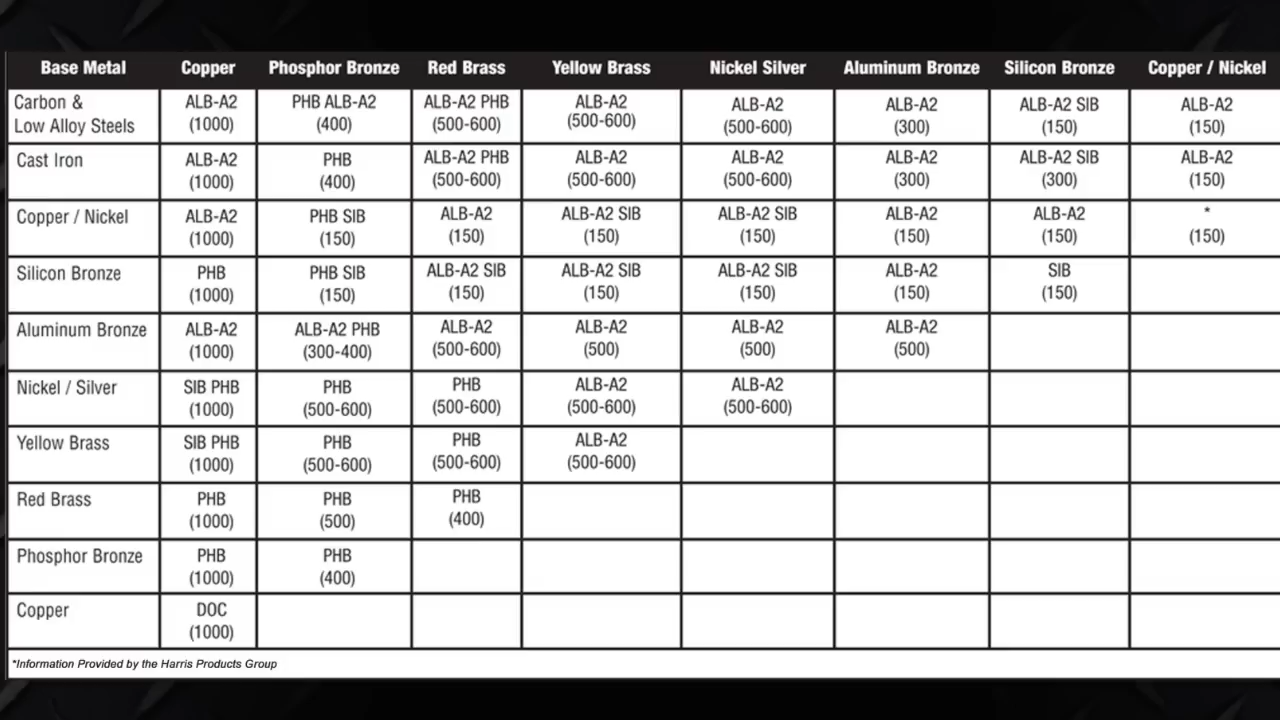 Base Metal Copper Phosphor Bronze Red Brass Yellow Brass Nickel Silver Aluminum Bronze Silicon Bronze Copper / Nickel
Carbon & ALB-A2 PHB ALB-A2 ALB-A2 PHB ALB-A2 ALB-A2 ALB-A2 ALB-A2 SIB ALB-A2
Low Alloy Steels (1000) (400) (500-600) (500-600) (500-600) (300) (150) (150)
Cast Iron ALB-A2 PHB ALB-A2 PHB ALB-A2 ALB-A2 ALB-A2 ALB-A2 SIB ALB-A2
(1000) (400) (500-600) (500-600) (500-600) (300) (300) (150)
Copper / Nickel ALB-A2 PHB SIB ALB-A2 ALB-A2 SIB ALB-A2 SIB ALB-A2 ALB-A2 *
(1000) (150) (150) (150) (150) (150) (150) (150)
Silicon Bronze PHB PHB SIB ALB-A2 SIB ALB-A2 SIB ALB-A2 SIB ALB-A2 SIB
(1000) (150) (150) (150) (150) (150) (150)
Aluminum Bronze ALB-A2 ALB-A2 PHB ALB-A2 ALB-A2 ALB-A2 ALB-A2
(1000) (300-400) (500-600) (500) (500) (500)
Nickel / Silver SIB PHB PHB PHB ALB-A2 ALB-A2
(1000) (500-600) (500-600) (500-600) (500-600)
Yellow Brass SIB PHB PHB PHB ALB-A2
(1000) (500-600) (500-600) (500-600)
Red Brass PHB PHB PHB
(1000) (500) (400)
Phosphor Bronze PHB PHB
(1000) (400)
Copper DOC
(1000)
*Information Provided by the Harris Products Group